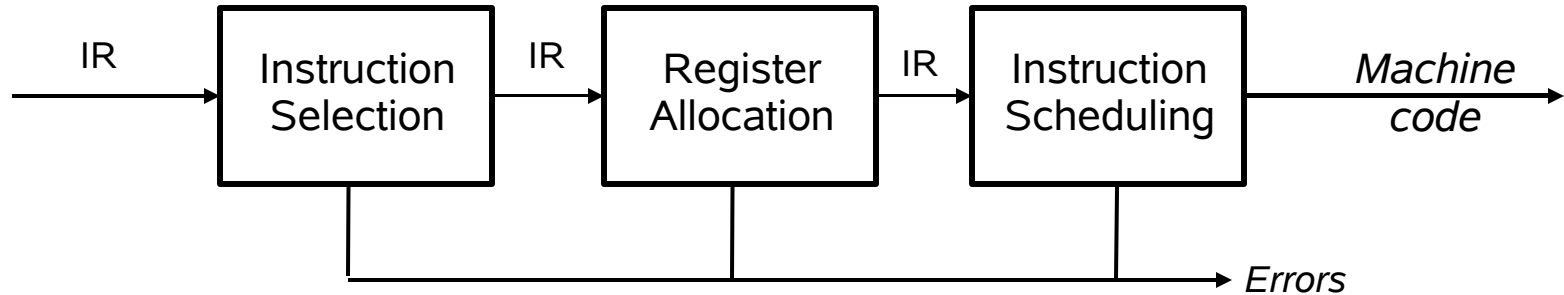 IR
Instruction
Selection
IR
Register
Allocation
IR
Instruction
Scheduling
Machine
code
Errors